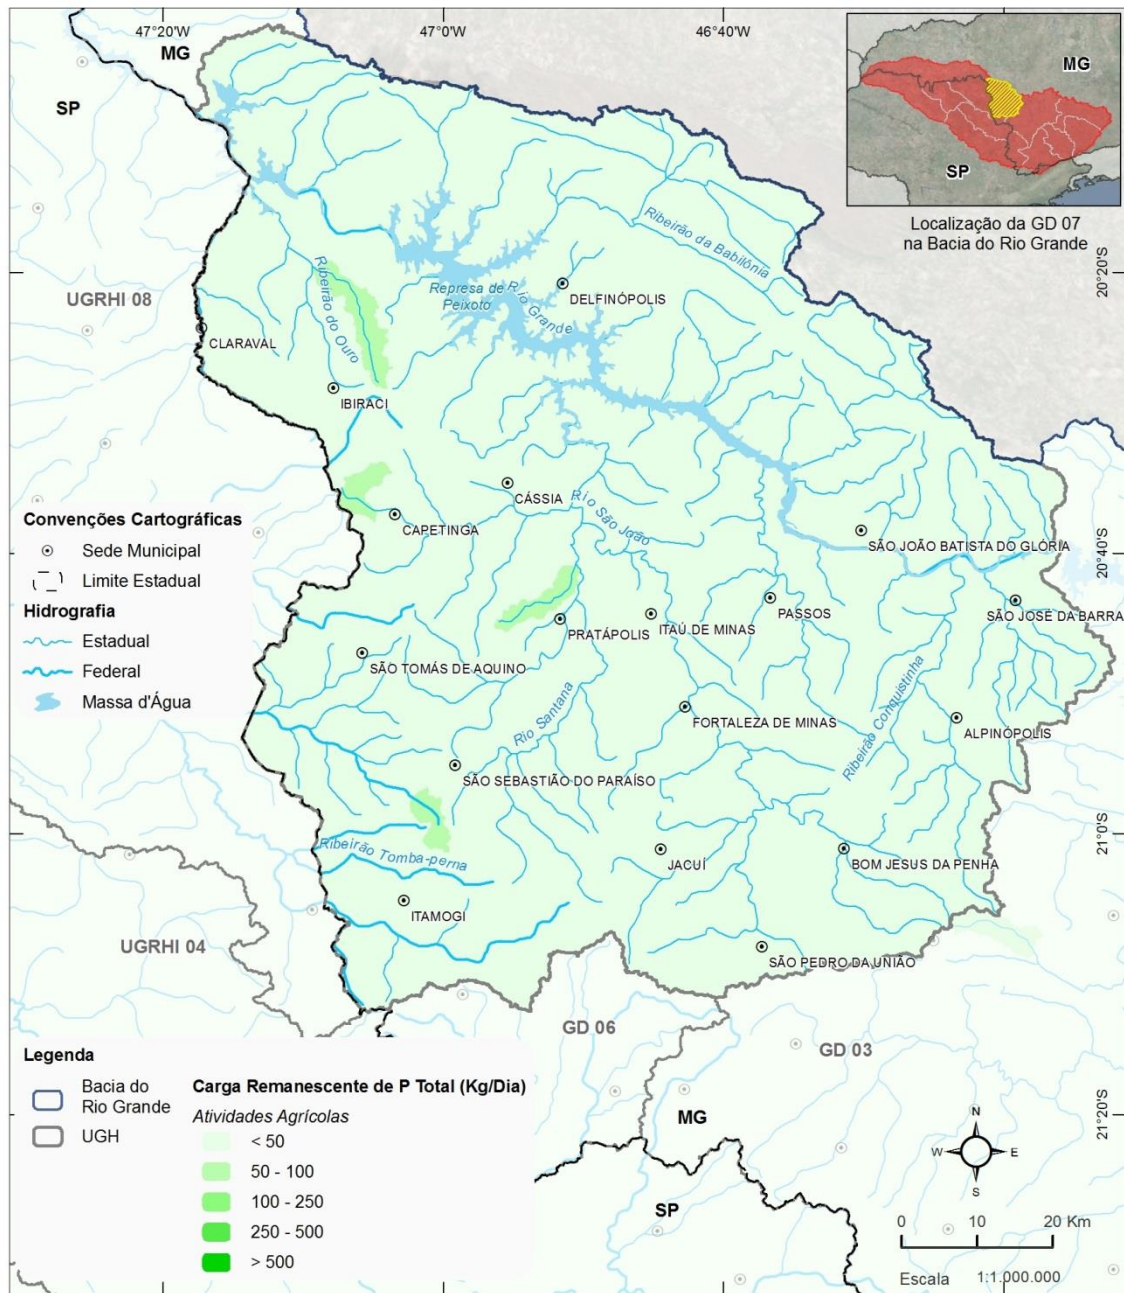 47°20'W
47°0'W
46°40'W
MG
SP
MG
SP
Localização da GD 07
na Bacia do Rio Grande
20°20'S
20°40'S
21°0'S
21°20'S
Ribeirão da Babilônia
Ribeirão do Ouro
Represa de
Peixoto
Rio Grande
DELFINÓPOLIS
UGRHI 08
CLARAVAL
IBIRACI
CÁSSIA
Rio São João
CAPETINGA
SÃO JOÃO BATISTA DO GLÓRIA
Convenções Cartográficas
Sede Municipal
Limite Estadual
Hidrografia
Estadual
Federal
Massa d'Água
PASSOS
SÃO JOSÉ DA BARRA
PRATÁPOLIS
ITAÚ DE MINAS
SÃO TOMÁS DE AQUINO
Rio Santana
Ribeirão Conquistinha
FORTALEZA DE MINAS
ALPINÓPOLIS
SÃO SEBASTIÃO DO PARAÍSO
Ribeirão Tomba-perna
JACUÍ
BOM JESUS DA PENHA
ITAMOGI
UGRHI 04
SÃO PEDRO DA UNIÃO
GD 06
GD 03
MG
SP
Legenda
Bacia do
Rio Grande
UGH
Carga Remanescente de P Total (Kg/Dia)
Atividades Agrícolas
< 50
50 - 100
100 - 250
250 - 500
> 500
N
W
E
S
0 10 20 Km
Escala 1:1.000.000